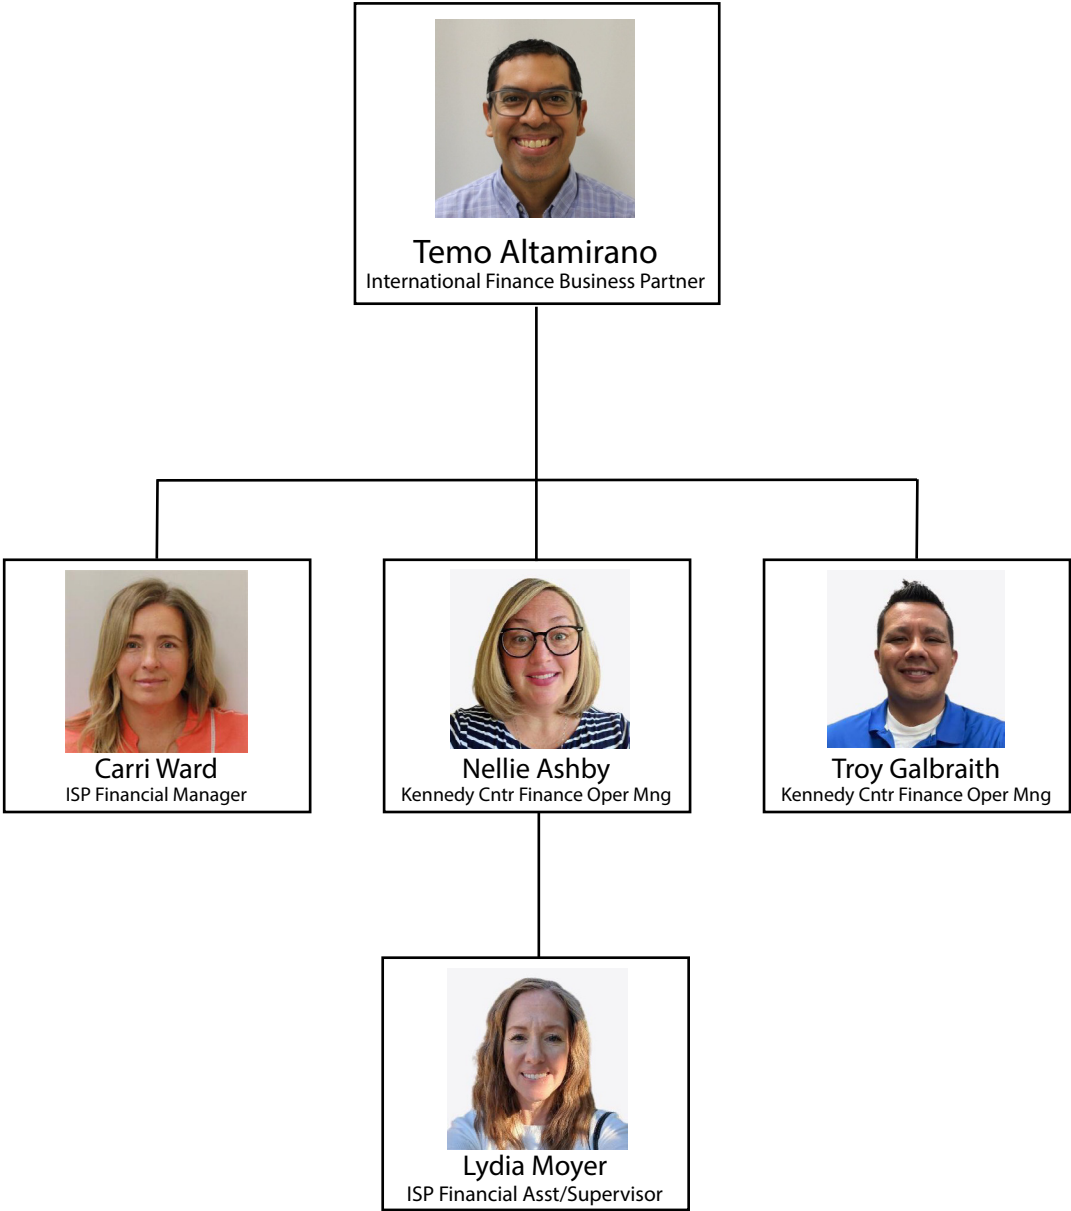 Temo Altamirano
International Finance Business Partner
Carri Ward
ISP Financial Manager
Nellie Ashby
Kennedy Cntr Finance Oper Mng
Troy Galbraith
Kennedy Cntr Finance Oper Mng
Lydia Moyer
ISP Financial Asst/Supervisor